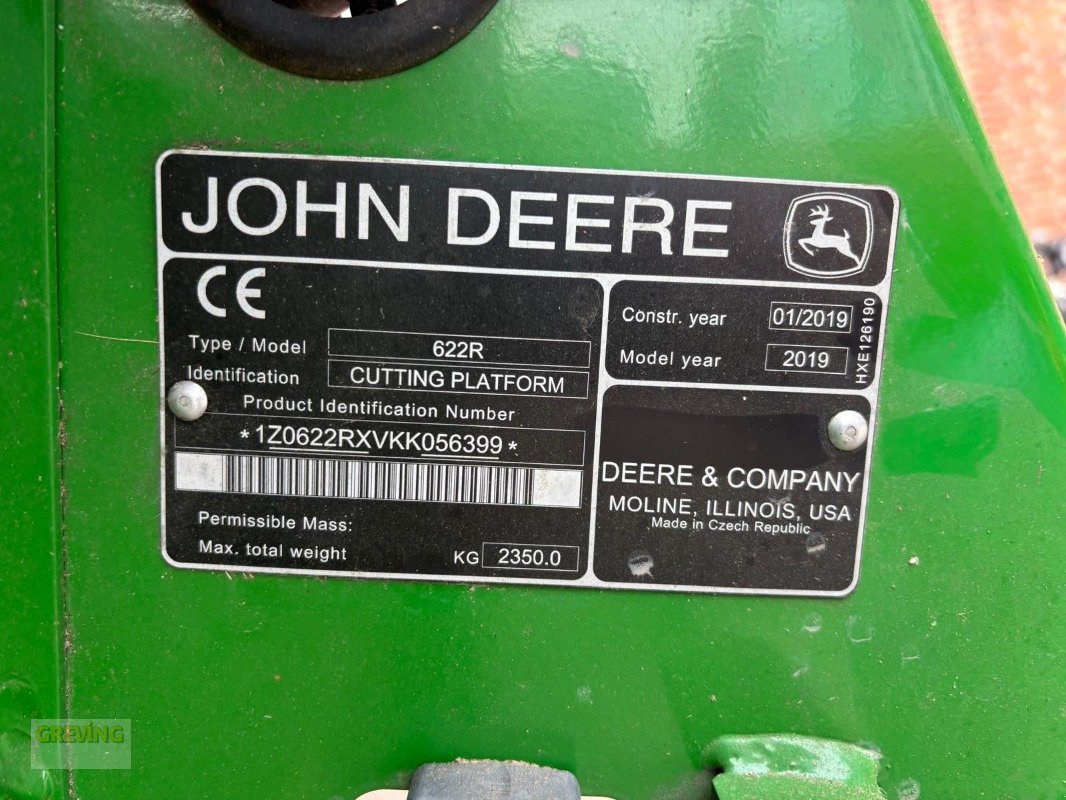 JOHN DEERE
CE
Type / Model 622R
Identification CUTTING PLATFORM
Product Identification Number
*1Z0622RXVKK056399*
Permissible Mass:
Max. total weight KG 2350.0
Constr. year 01/2019
Model year 2019
HXE126190
DEERE & COMPANY
MOLINE, ILLINOIS, USA
Made in Czech Republic
GREVING